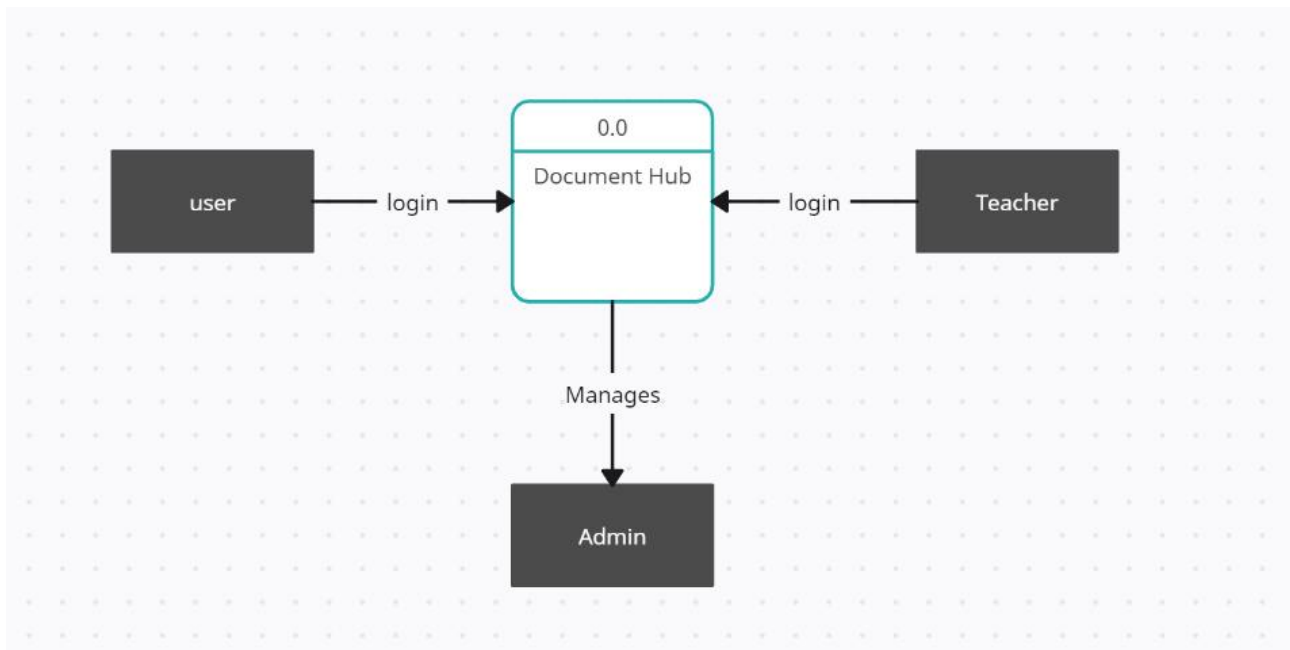 0.0
Document Hub
user
login
login
Teacher
Manages
Admin